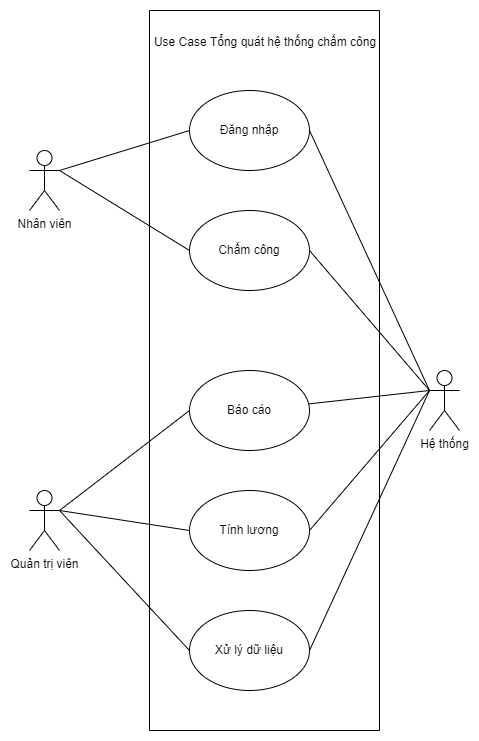 Use Case Tổng quát hệ thống chấm công
Đăng nhập
Nhân viên
Chấm công
Báo cáo
Hệ thống
Quản trị viên
Tính lương
Xử lý dữ liệu